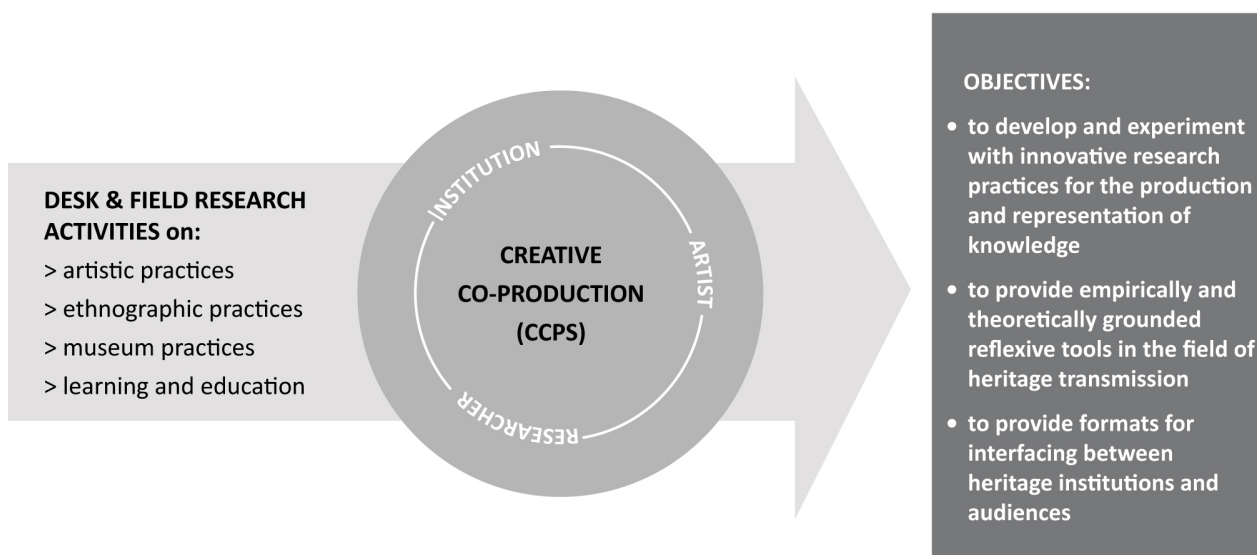 DESK & FIELD RESEARCH
ACTIVITIES on:
> artistic practices
> ethnographic practices
> museum practices
> learning and education
INSTITUTION
ARTIST
RESEARCHER
CREATIVE
CO-PRODUCTION
(CCPS)
OBJECTIVES:
• to develop and experiment
with innovative research
practices for the production
and representation of
knowledge
• to provide empirically and
theoretically grounded
reflexive tools in the field of
heritage transmission
• to provide formats for
interfacing between
heritage institutions and
audiences